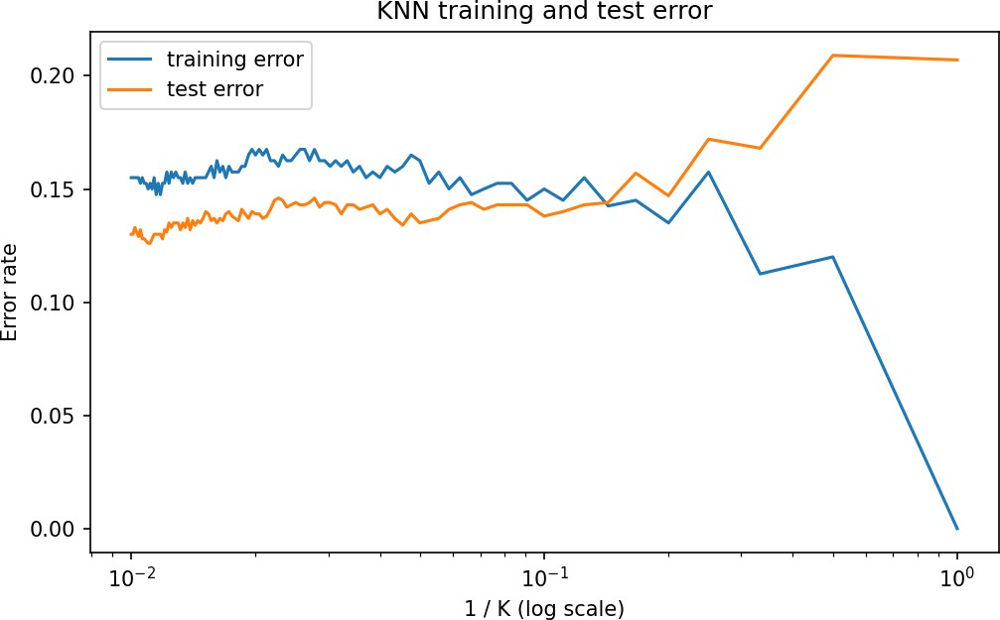 KNN training and test error
training error
test error
Error rate
0.20
0.15
0.10
0.05
0.00
10⁻²
10⁻¹
10⁰
1 / K (log scale)